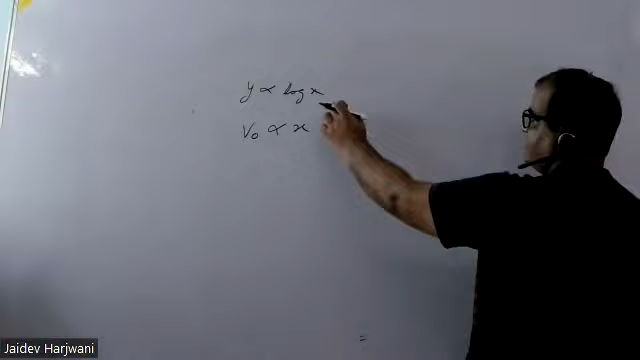 y ∝ log x
V₀ ∝ x
=
Jaidev Harjwani